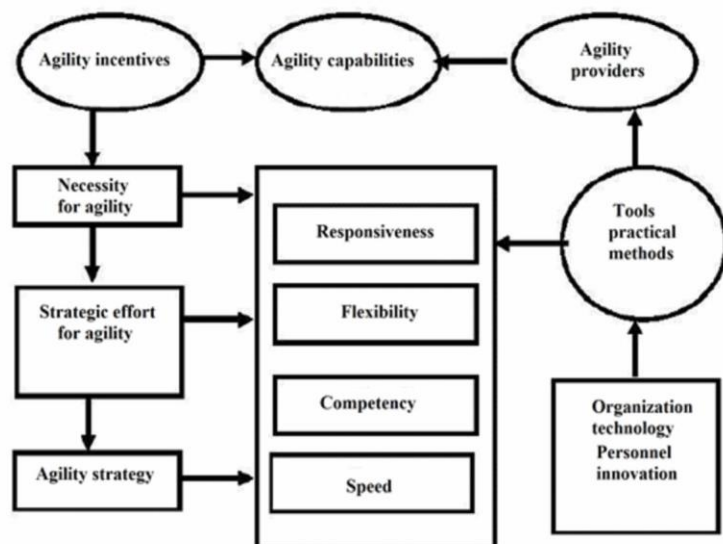 Agility incentives
Agility capabilities
Agility
providers
Necessity
for agility
Responsiveness
Tools
practical
methods
Strategic effort
for agility
Flexibility
Competency
Organization
technology
Personnel
innovation
Agility strategy
Speed